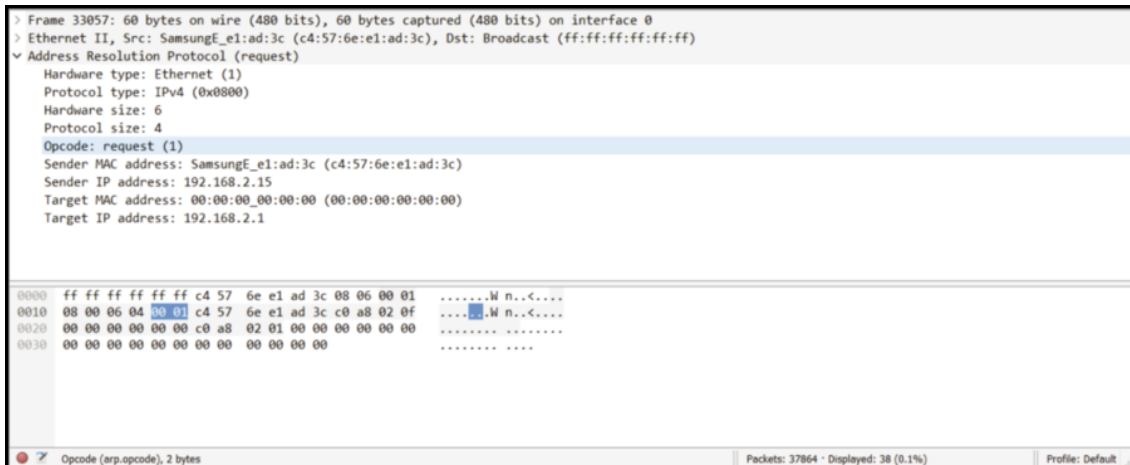 > Frame 33057: 60 bytes on wire (480 bits), 60 bytes captured (480 bits) on interface 0
> Ethernet II, Src: SamsungE_e1:ad:3c (c4:57:6e:e1:ad:3c), Dst: Broadcast (ff:ff:ff:ff:ff:ff)
Address Resolution Protocol (request)
Hardware type: Ethernet (1)
Protocol type: IPv4 (0x0800)
Hardware size: 6
Protocol size: 4
Opcode: request (1)
Sender MAC address: SamsungE_e1:ad:3c (c4:57:6e:e1:ad:3c)
Sender IP address: 192.168.2.15
Target MAC address: 00:00:00_00:00:00 (00:00:00:00:00:00)
Target IP address: 192.168.2.1
0000 ff ff ff ff ff ff c4 57 6e e1 ad 3c 08 06 00 01 .......W n..<....
0010 08 00 06 04 00 01 c4 57 6e e1 ad 3c c0 a8 02 0f .......W n..<....
0020 00 00 00 00 00 00 c0 a8 02 01 00 00 00 00 00 00 ........ ........
0030 00 00 00 00 00 00 00 00 00 00 00 00 ........ ....
Opcode (arp.opcode), 2 bytes Packets: 37864 · Displayed: 38 (0.1%) Profile: Default